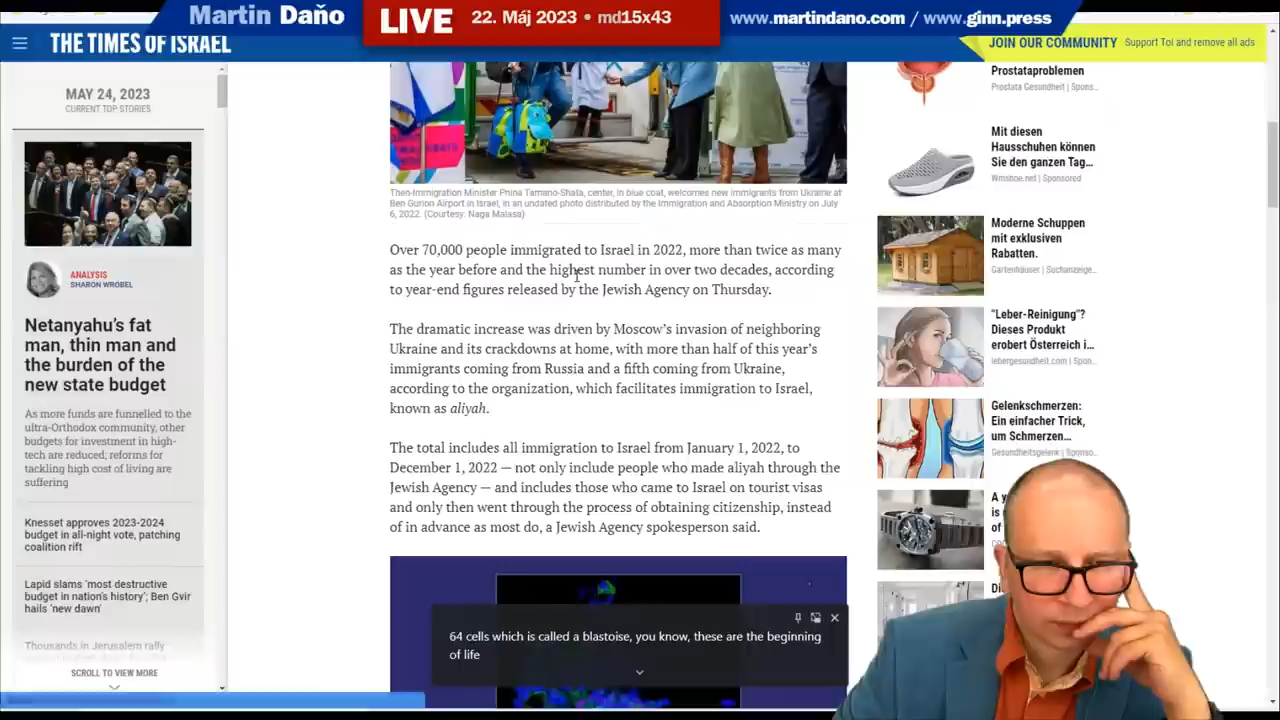 Martin Daňo
LIVE
22. Máj 2023 • md15x43
www.martindano.com / www.ginn.press
THE TIMES OF ISRAEL
JOIN OUR COMMUNITY
Support ToI and remove all ads
MAY 24, 2023
CURRENT TOP STORIES
ANALYSIS
SHARON WROBEL
Netanyahu's fat
man, thin man and
the burden of the
new state budget
As more funds are funnelled to the
ultra-Orthodox community, other
budgets for investment in high-
tech are reduced; reforms for
tackling high cost of living are
suffering
Knesset approves 2023-2024
budget in all-night vote, patching
coalition rift
Lapid slams 'most destructive
budget in nation's history'; Ben Gvir
hails 'new dawn'
Thousands in Jerusalem rally
SCROLL TO VIEW MORE
Then-Immigration Minister Pnina Tamano-Shata, center, in blue coat, welcomes new immigrants from Ukraine at
Ben Gurion Airport in Israel, in an undated photo distributed by the Immigration and Absorption Ministry on July
6, 2022. (Courtesy: Naga Malasa)
Over 70,000 people immigrated to Israel in 2022, more than twice as many
as the year before and the highest number in over two decades, according
to year-end figures released by the Jewish Agency on Thursday.
The dramatic increase was driven by Moscow's invasion of neighboring
Ukraine and its crackdowns at home, with more than half of this year's
immigrants coming from Russia and a fifth coming from Ukraine,
according to the organization, which facilitates immigration to Israel,
known as aliyah.
The total includes all immigration to Israel from January 1, 2022, to
December 1, 2022 — not only include people who made aliyah through the
Jewish Agency — and includes those who came to Israel on tourist visas
and only then went through the process of obtaining citizenship, instead
of in advance as most do, a Jewish Agency spokesperson said.
64 cells which is called a blastoise, you know, these are the beginning
of life
Prostataproblemen
Prostata Gesundheit | Spons...
Mit diesen
Hausschuhen können
Sie den ganzen Tag...
Wmshoe.net | Sponsored
Moderne Schuppen
mit exklusiven
Rabatten.
Gartenhäuser | Suchanzeige...
"Leber-Reinigung"?
Dieses Produkt
erobert Österreich i...
lebergesundheit.com | Spon...
Gelenkschmerzen:
Ein einfacher Trick,
um Schmerzen...
Gesundheitsgelenk | Sponso...